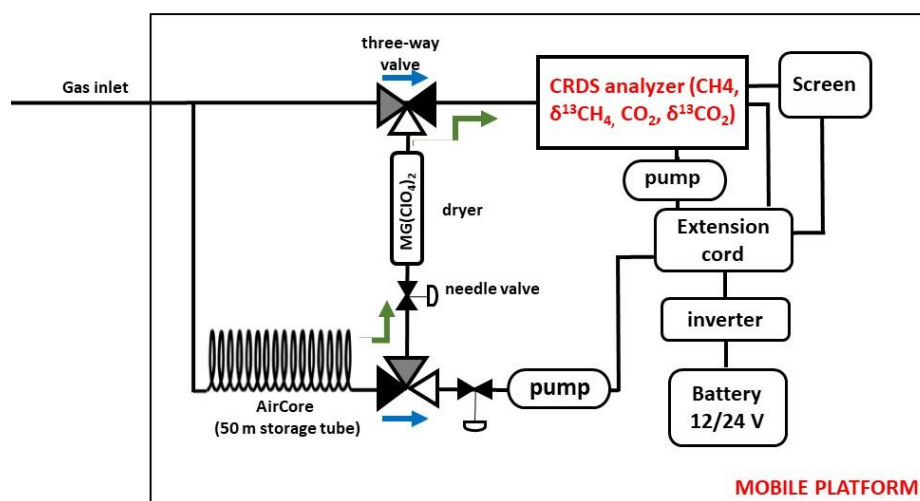 three-way
valve
Gas inlet
CRDS analyzer (CH4,
δ¹³CH₄, CO₂, δ¹³CO₂)
Screen
pump
MG(ClO₄)₂
dryer
Extension
cord
needle valve
inverter
AirCore
(50 m storage tube)
pump
Battery
12/24 V
MOBILE PLATFORM